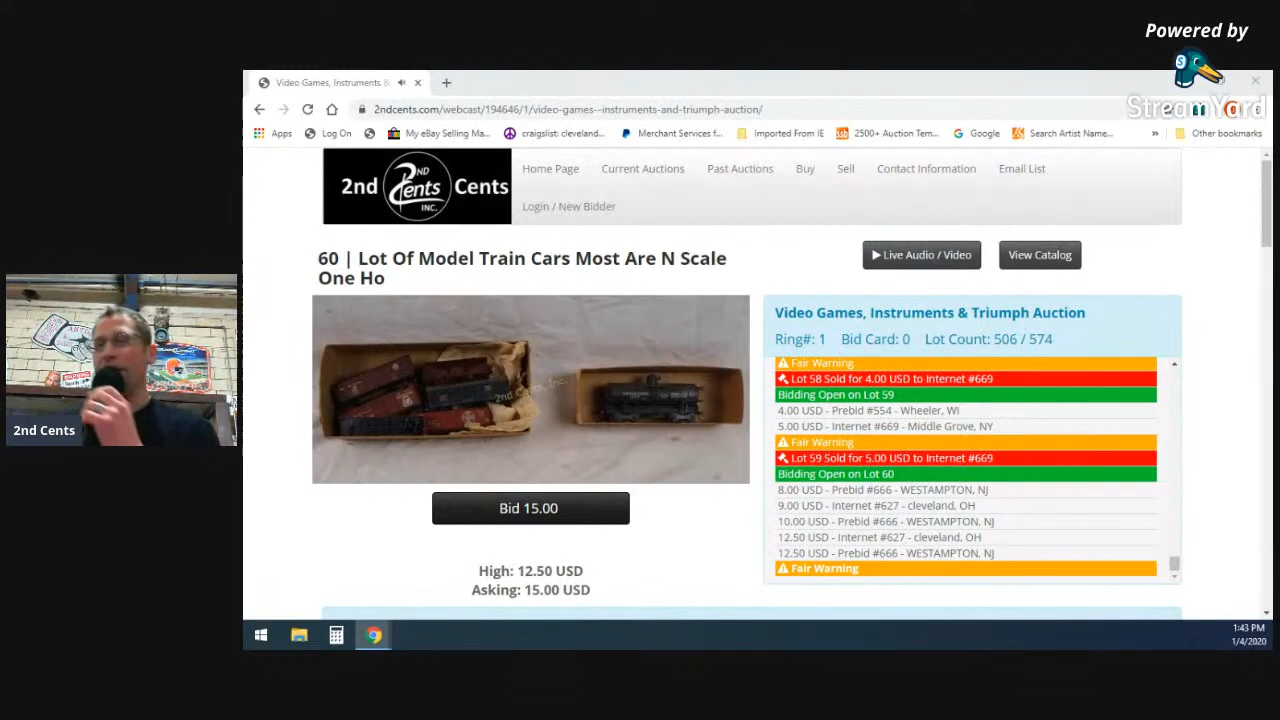 Powered by
StreamYard
Video Games, Instruments &
2ndcents.com/webcast/194646/1/video-games--instruments-and-triumph-auction/
Apps
Log On
My eBay Selling Ma...
craigslist: cleveland...
Merchant Services f...
Imported From IE
2500+ Auction Tem...
Google
Search Artist Name...
»
Other bookmarks
2nd 2ND Cents INC. Cents
Home Page
Current Auctions
Past Auctions
Buy
Sell
Contact Information
Email List
Login / New Bidder
60 | Lot Of Model Train Cars Most Are N Scale
One Ho
Live Audio / Video
View Catalog
2nd Cents, Inc.
Bid 15.00
High: 12.50 USD
Asking: 15.00 USD
Video Games, Instruments & Triumph Auction
Ring#: 1 Bid Card: 0 Lot Count: 506 / 574
Fair Warning
Lot 58 Sold for 4.00 USD to Internet #669
Bidding Open on Lot 59
4.00 USD - Prebid #554 - Wheeler, WI
5.00 USD - Internet #669 - Middle Grove, NY
Fair Warning
Lot 59 Sold for 5.00 USD to Internet #669
Bidding Open on Lot 60
8.00 USD - Prebid #666 - WESTAMPTON, NJ
9.00 USD - Internet #627 - cleveland, OH
10.00 USD - Prebid #666 - WESTAMPTON, NJ
12.50 USD - Internet #627 - cleveland, OH
12.50 USD - Prebid #666 - WESTAMPTON, NJ
Fair Warning
2nd Cents
1:43 PM
1/4/2020